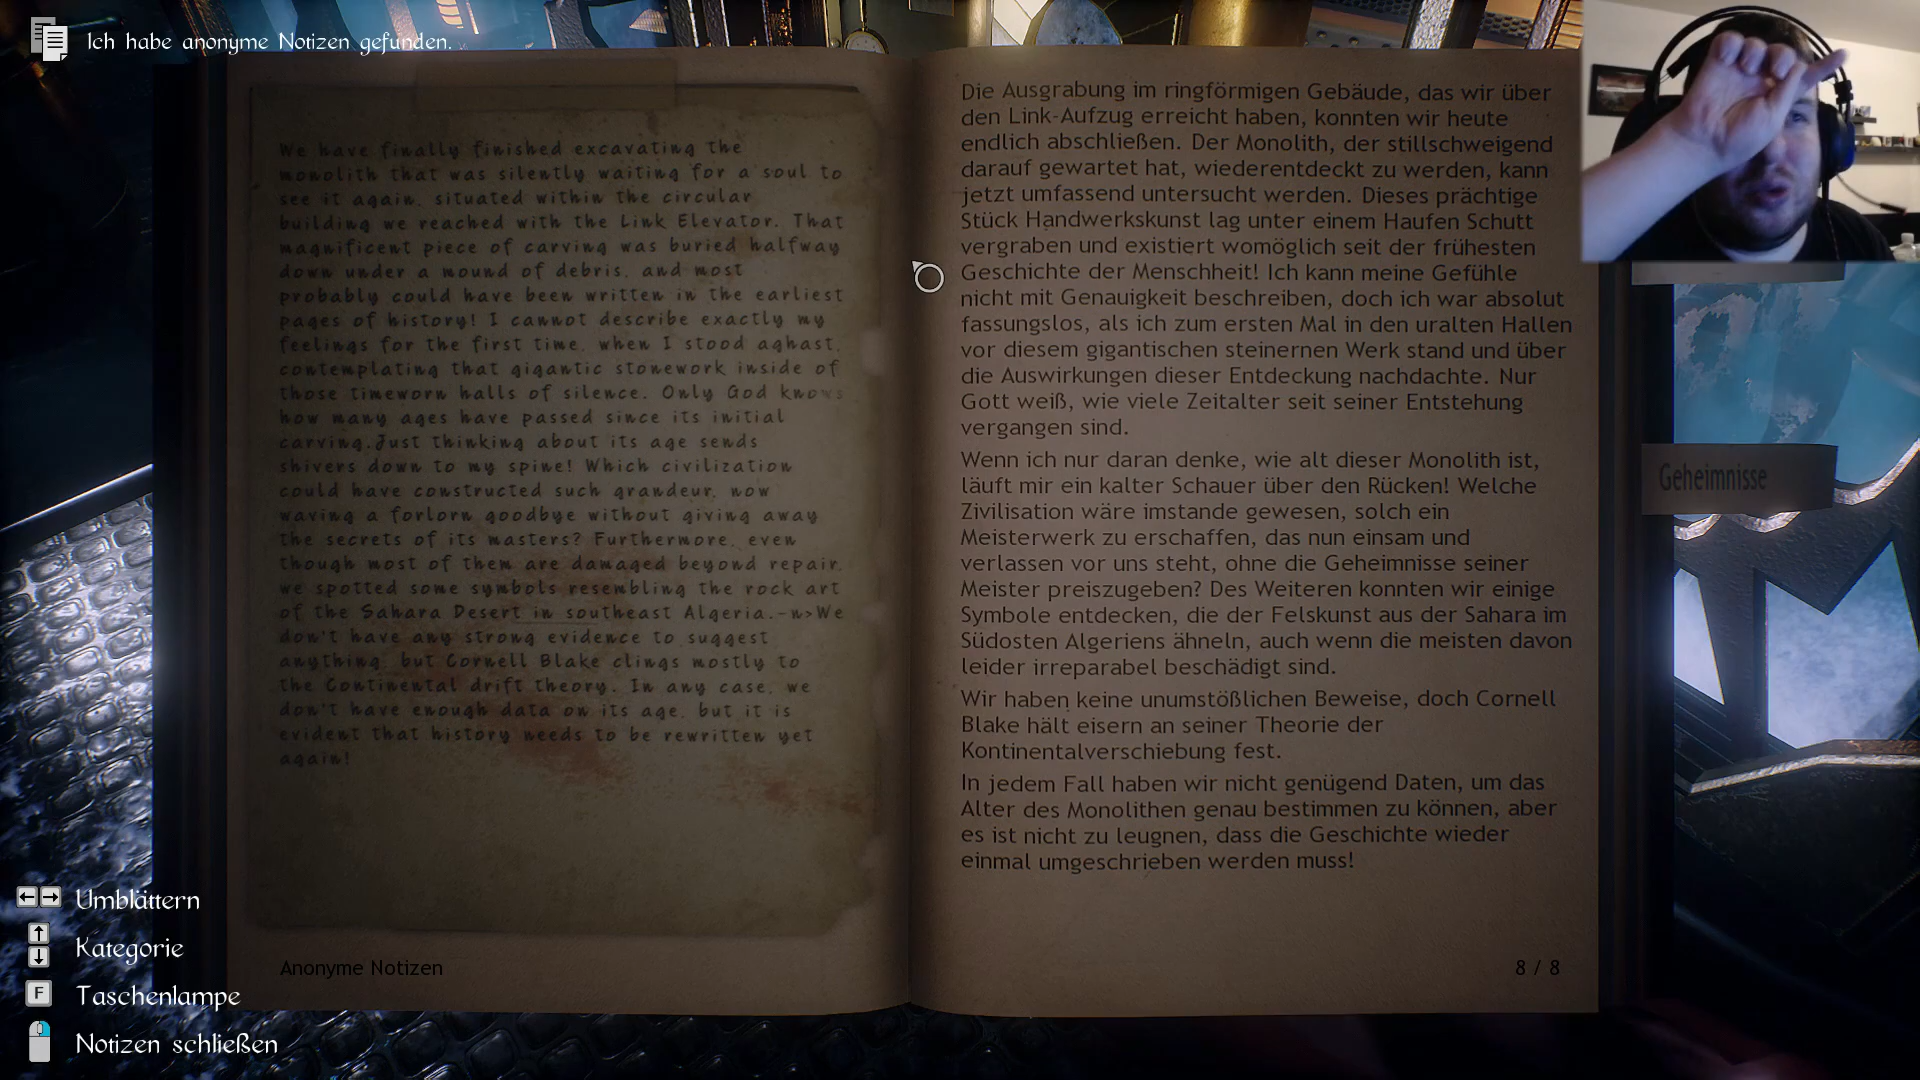 Ich habe anonyme Notizen gefunden.
We have finally finished excavating the
monolith that was silently waiting for a soul to
see it again, situated within the circular
building we reached with the Link Elevator. That
magnificent piece of carving was buried halfway
down under a mound of debris, and most
probably could have been written in the earliest
pages of history! I cannot describe exactly my
feelings for the first time, when I stood aghast,
contemplating that gigantic stonework inside of
those timeworn halls of silence. Only God knows
how many ages have passed since its initial
carving.Just thinking about its age sends
shivers down to my spine! Which civilization
could have constructed such grandeur, now
waving a forlorn goodbye without giving away
the secrets of its masters? Furthermore, even
though most of them are damaged beyond repair,
we spotted some symbols resembling the rock art
of the Sahara Desert in southeast Algeria.-n>We
don't have any strong evidence to suggest
anything, but Cornell Blake clings mostly to
the Continental drift theory. In any case, we
don't have enough data on its age, but it is
evident that history needs to be rewritten yet
again!
Anonyme Notizen
Die Ausgrabung im ringförmigen Gebäude, das wir über
den Link-Aufzug erreicht haben, konnten wir heute
endlich abschließen. Der Monolith, der stillschweigend
darauf gewartet hat, wiederentdeckt zu werden, kann
jetzt umfassend untersucht werden. Dieses prächtige
Stück Handwerkskunst lag unter einem Haufen Schutt
vergraben und existiert womöglich seit der frühesten
Geschichte der Menschheit! Ich kann meine Gefühle
nicht mit Genauigkeit beschreiben, doch ich war absolut
fassungslos, als ich zum ersten Mal in den uralten Hallen
vor diesem gigantischen steinernen Werk stand und über
die Auswirkungen dieser Entdeckung nachdachte. Nur
Gott weiß, wie viele Zeitalter seit seiner Entstehung
vergangen sind.
Wenn ich nur daran denke, wie alt dieser Monolith ist,
läuft mir ein kalter Schauer über den Rücken! Welche
Zivilisation wäre imstande gewesen, solch ein
Meisterwerk zu erschaffen, das nun einsam und
verlassen vor uns steht, ohne die Geheimnisse seiner
Meister preiszugeben? Des Weiteren konnten wir einige
Symbole entdecken, die der Felskunst aus der Sahara im
Südosten Algeriens ähneln, auch wenn die meisten davon
leider irreparabel beschädigt sind.
Wir haben keine unumstößlichen Beweise, doch Cornell
Blake hält eisern an seiner Theorie der
Kontinentalverschiebung fest.
In jedem Fall haben wir nicht genügend Daten, um das
Alter des Monolithen genau bestimmen zu können, aber
es ist nicht zu leugnen, dass die Geschichte wieder
einmal umgeschrieben werden muss!
8 / 8
Geheimnisse
Umblättern
Kategorie
F
Taschenlampe
Notizen schließen